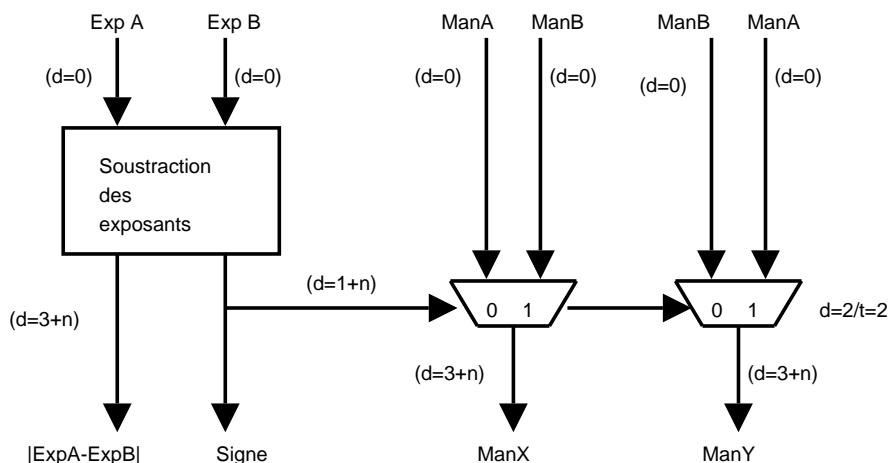 Exp A Exp B ManA ManB ManB ManA
(d=0) (d=0) (d=0) (d=0) (d=0) (d=0)
Soustraction
des
exposants
(d=1+n)
(d=3+n) 0 1 0 1 d=2/t=2
(d=3+n) (d=3+n)
|ExpA-ExpB| Signe ManX ManY